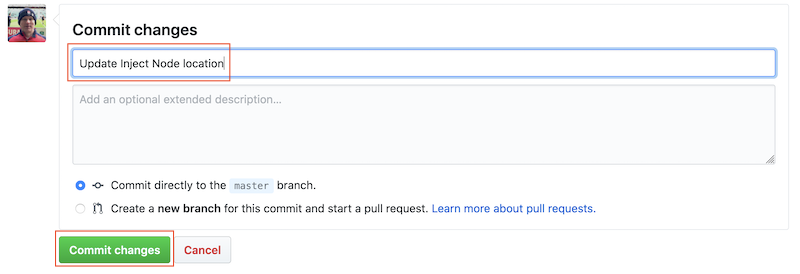 Commit changes
Update Inject Node location
Add an optional extended description...
Commit directly to the master branch.
Create a new branch for this commit and start a pull request. Learn more about pull requests.
Commit changes Cancel